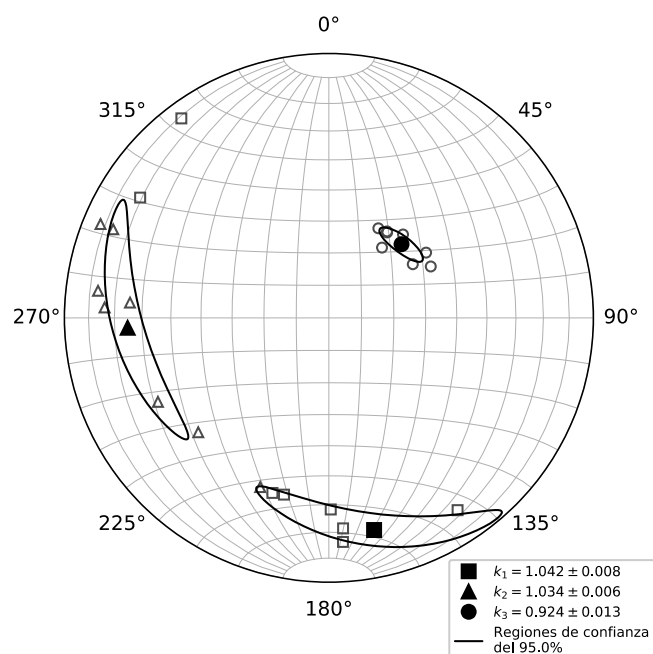 0°
315°
45°
270°
90°
225°
135°
180°
k₁ = 1.042 ± 0.008
k₂ = 1.034 ± 0.006
k₃ = 0.924 ± 0.013
Regiones de confianza
del 95.0%